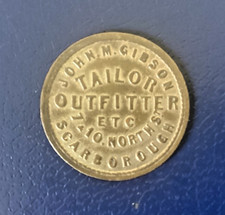 JOHN. M. GIBSON
TAILOR
OUTFITTER
ETC
7 & 10. NORTH ST
SCARBOROUGH